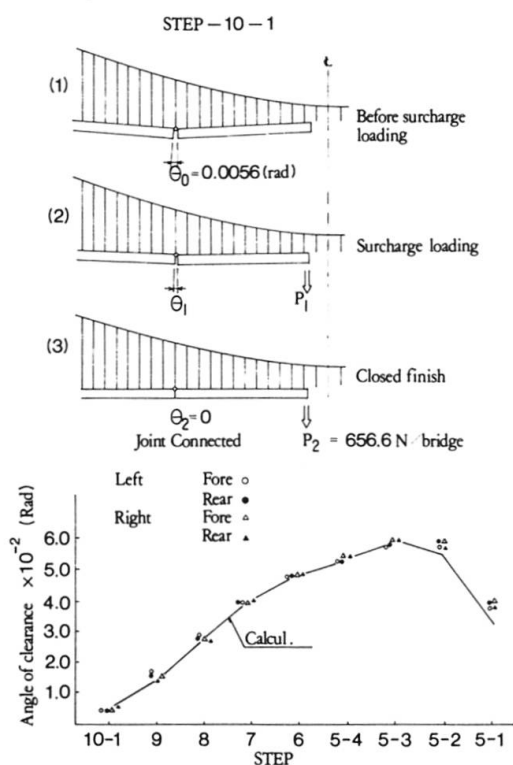 STEP-10-1
℄
(1)
Before surcharge
loading
θ₀=0.0056(rad)
(2)
Surcharge loading
θ₁
P₁
(3)
Closed finish
θ₂=0
Joint Connected
P₂ = 656.6 N/bridge
Left Fore ○
Rear ●
Right Fore △
Rear ▲
Angle of clearance ×10⁻² (Rad)
6.0
5.0
4.0
3.0
2.0
1.0
Calcul.
10-1 9 8 7 6 5-4 5-3 5-2 5-1
STEP